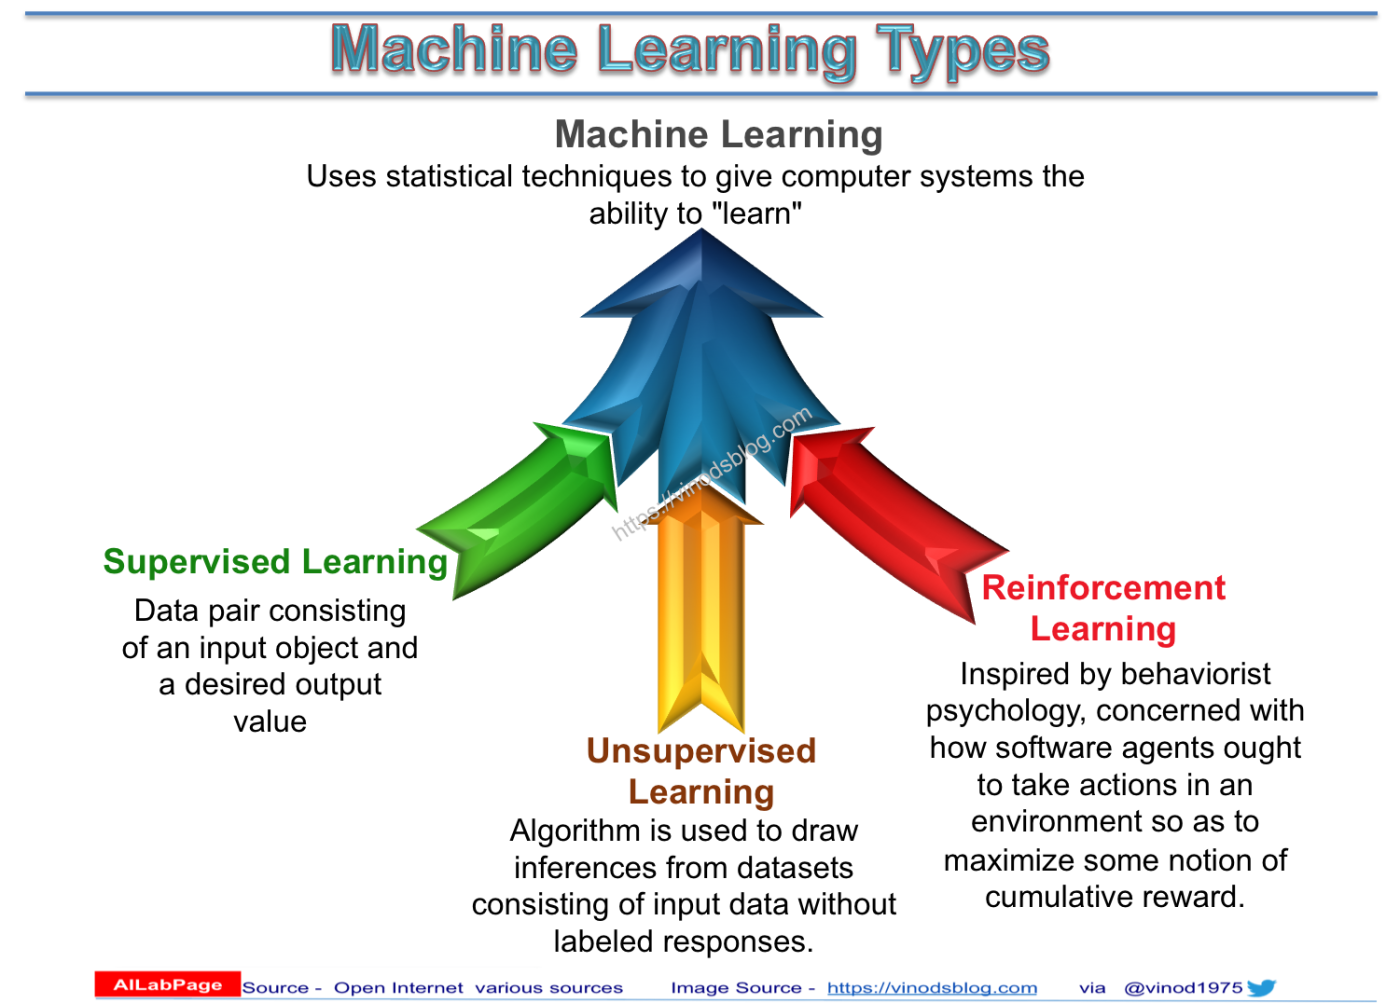 Machine Learning Types
Machine Learning
Uses statistical techniques to give computer systems the
ability to "learn"
https://vinodsblog.com
Supervised Learning
Data pair consisting
of an input object and
a desired output
value
Unsupervised
Learning
Algorithm is used to draw
inferences from datasets
consisting of input data without
labeled responses.
Reinforcement
Learning
Inspired by behaviorist
psychology, concerned with
how software agents ought
to take actions in an
environment so as to
maximize some notion of
cumulative reward.
AILabPage Source - Open Internet various sources Image Source - https://vinodsblog.com via @vinod1975